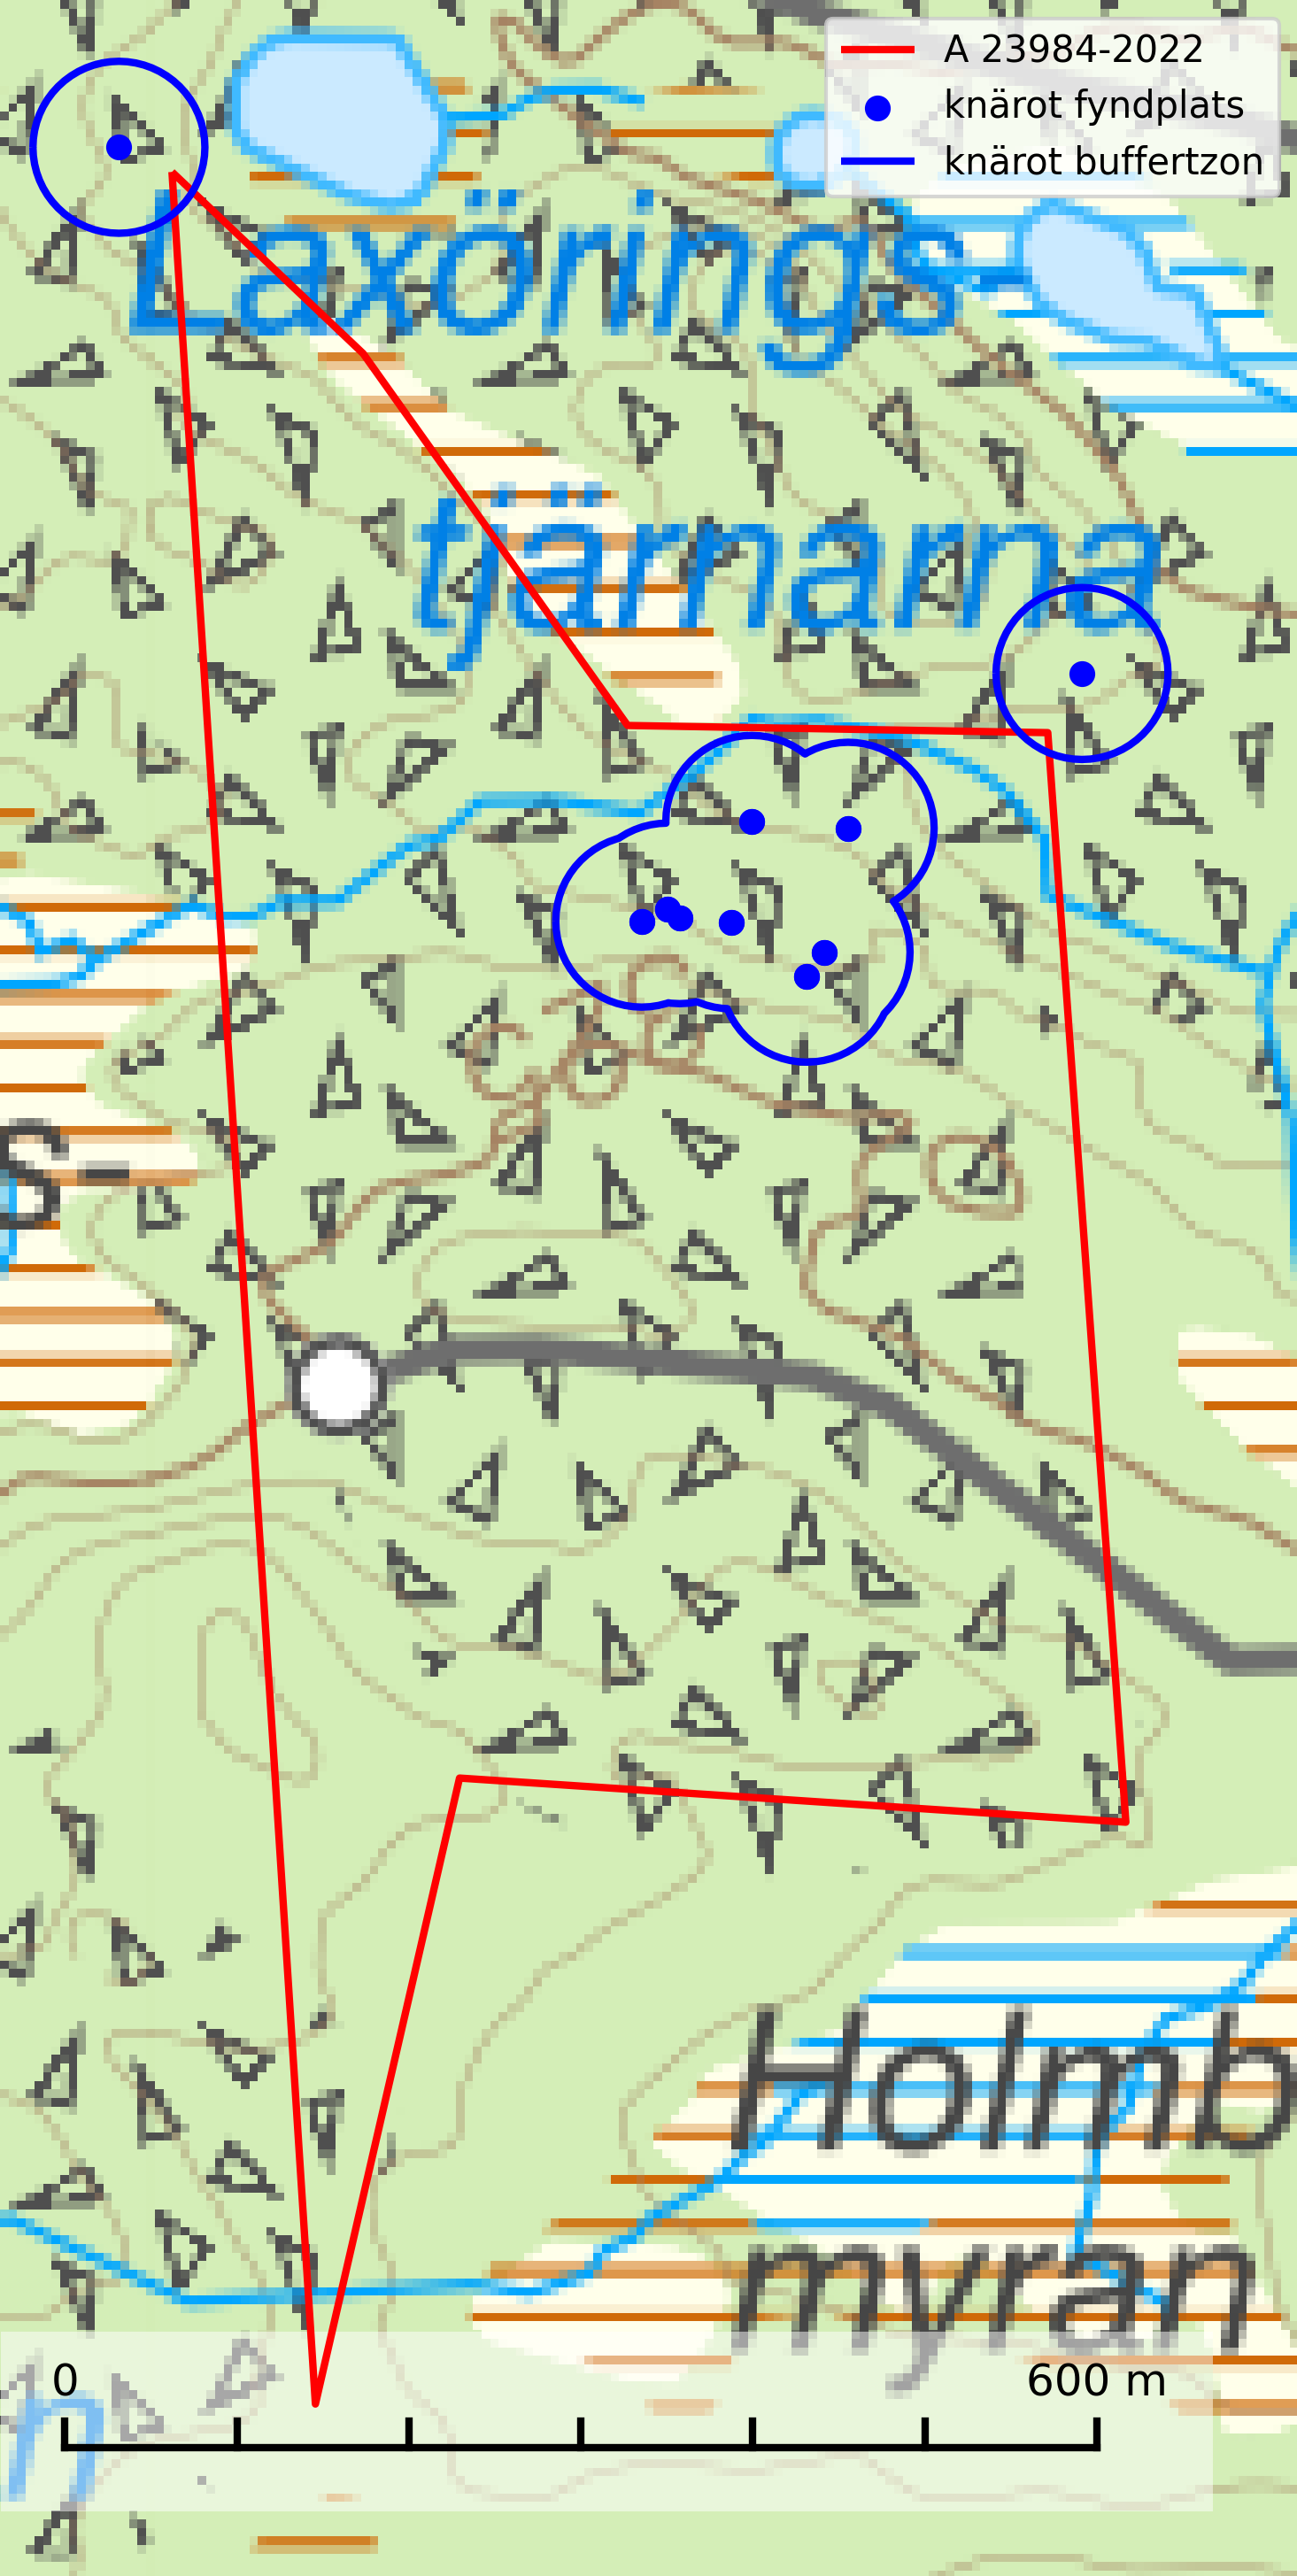 A 23984-2022
knärot fyndplats
knärot buffertzon
Laxörings-
tjärnarna
S-
Holmb
myran
0
600 m
n